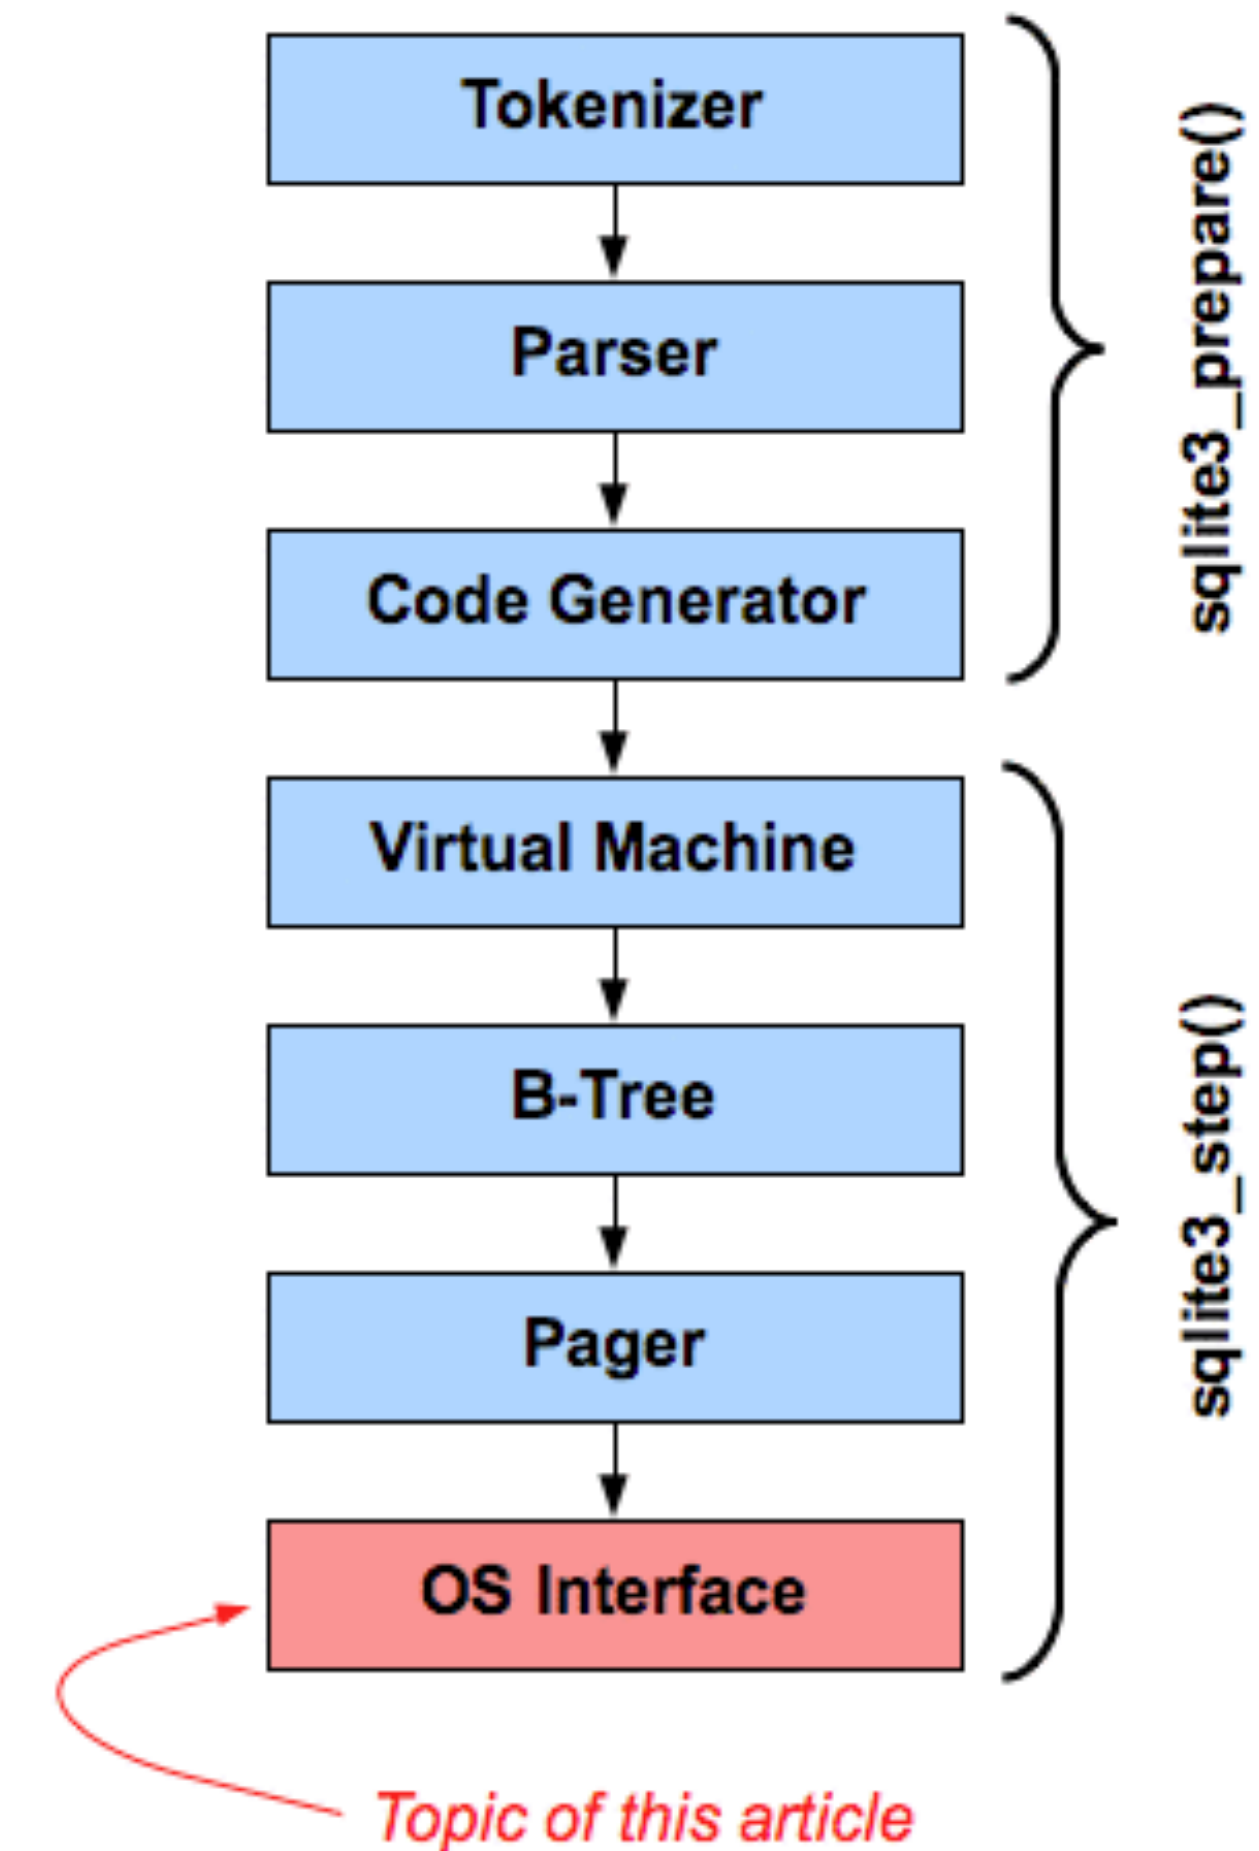 Tokenizer
Parser
Code Generator
sqlite3_prepare()
Virtual Machine
B-Tree
Pager
OS Interface
sqlite3_step()
Topic of this article